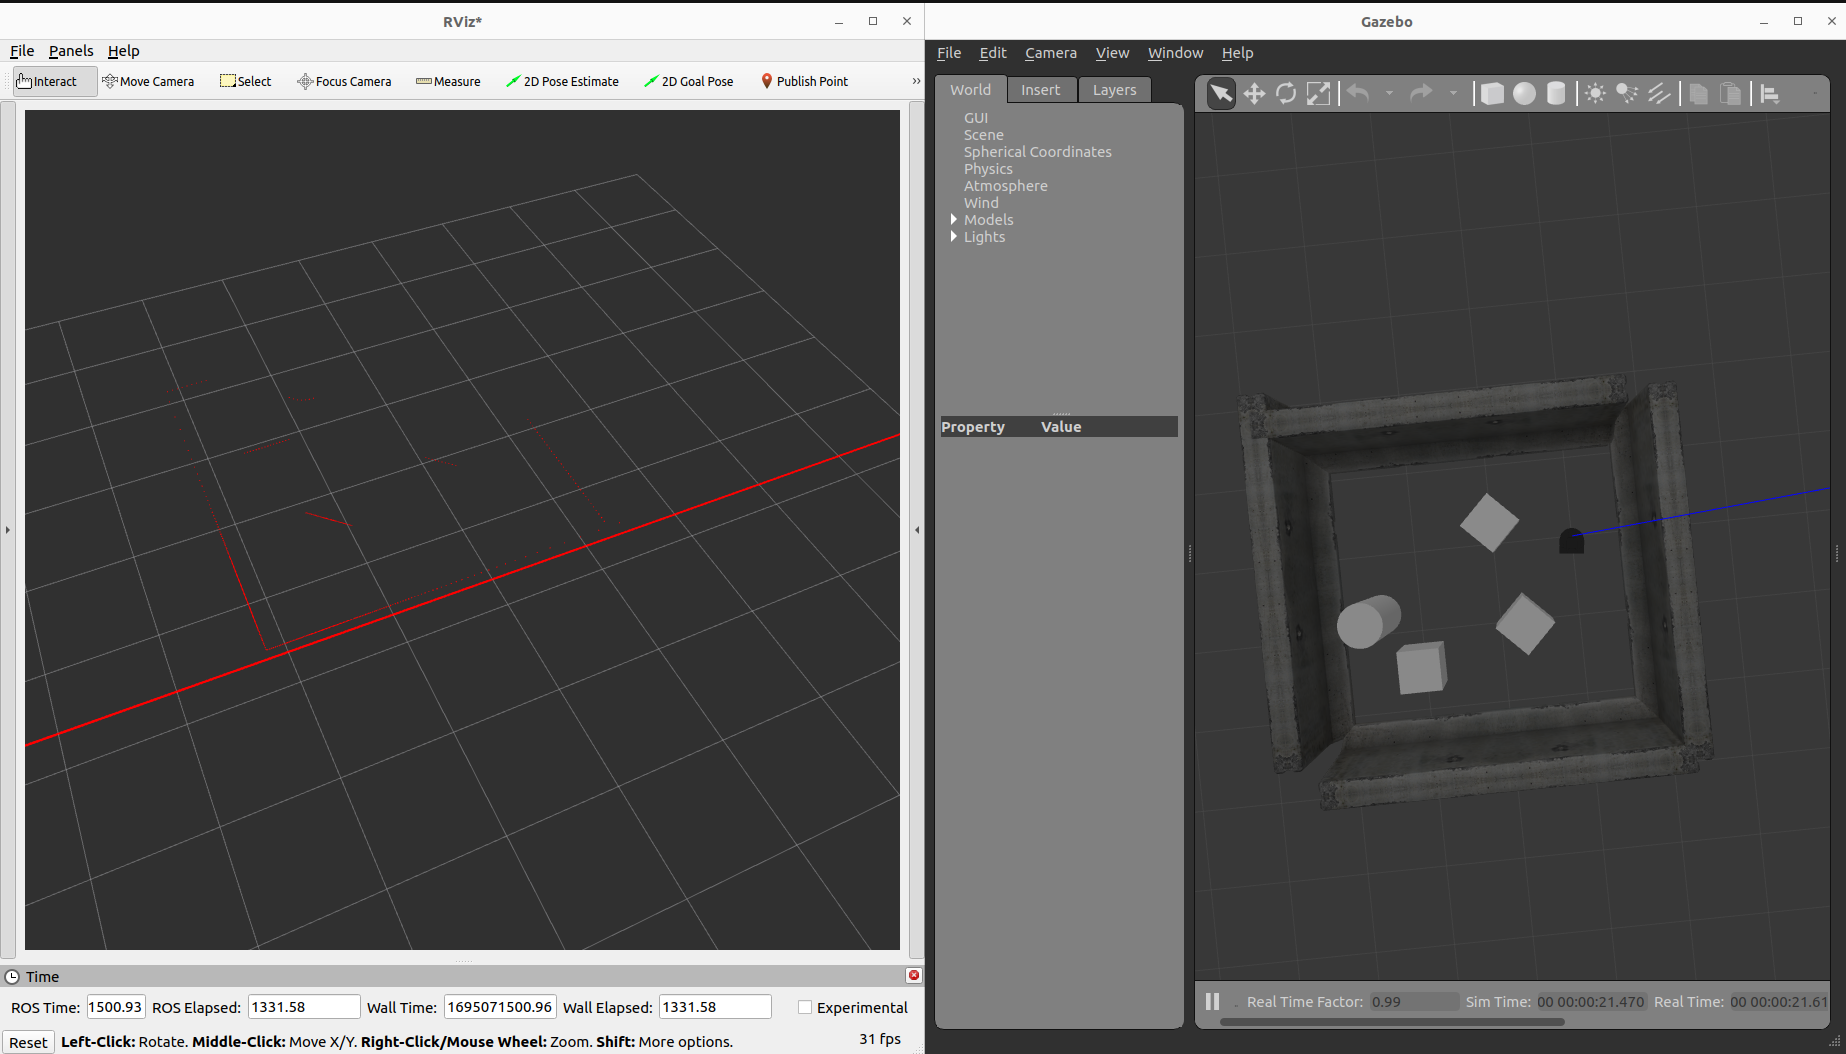 RViz*
File Panels Help
Interact Move Camera Select Focus Camera Measure 2D Pose Estimate 2D Goal Pose Publish Point »
Time
ROS Time: 1500.93 ROS Elapsed: 1331.58 Wall Time: 1695071500.96 Wall Elapsed: 1331.58 Experimental
Reset Left-Click: Rotate. Middle-Click: Move X/Y. Right-Click/Mouse Wheel: Zoom. Shift: More options. 31 fps
Gazebo
File Edit Camera View Window Help
World Insert Layers
GUI
Scene
Spherical Coordinates
Physics
Atmosphere
Wind
Models
Lights
Property Value
Real Time Factor: 0.99 Sim Time: 00 00:00:21.470 Real Time: 00 00:00:21.61